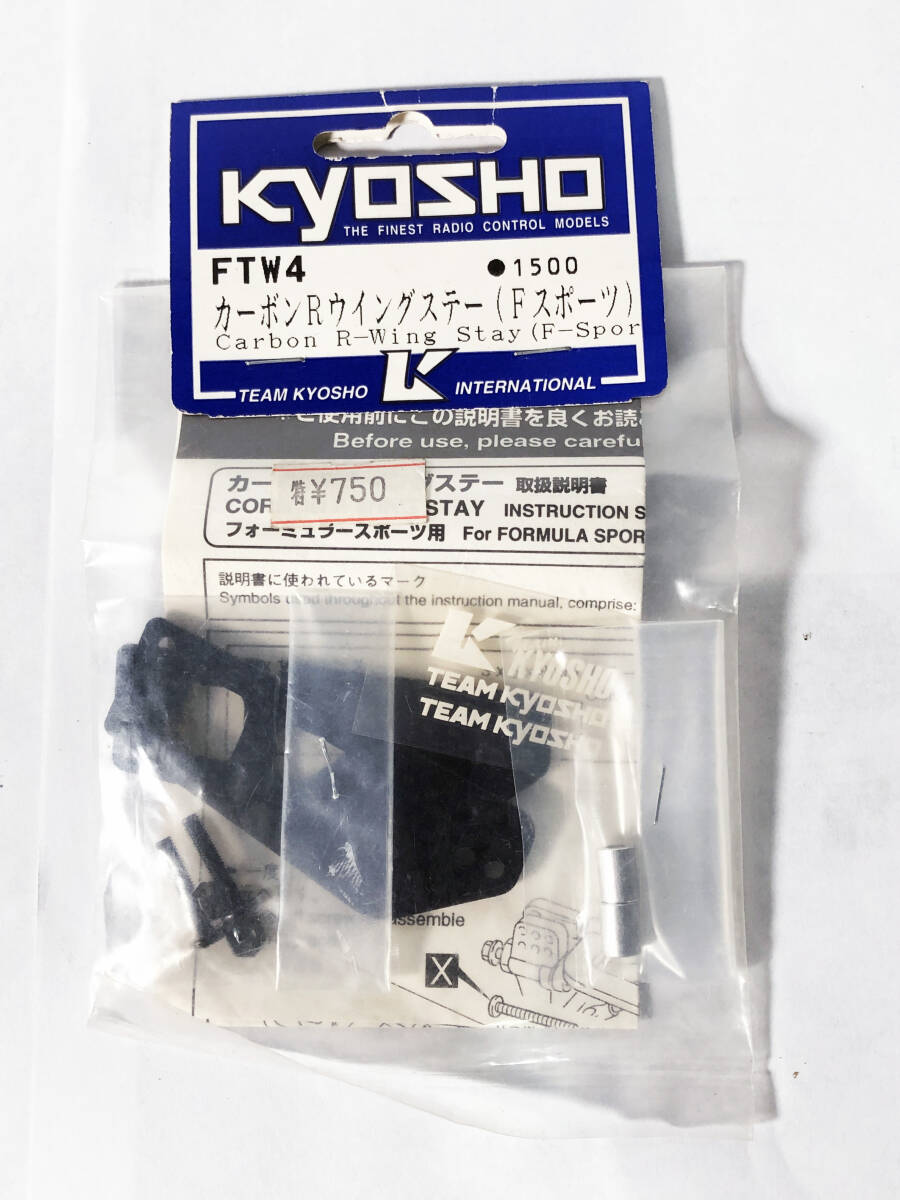 KYOSHO
THE FINEST RADIO CONTROL MODELS
FTW4 ●1500
カーボンRウイングステー(Fスポーツ)
Carbon R-Wing Stay(F-Spor
TEAM KYOSHO K INTERNATIONAL
ご使用前にこの説明書を良くお読み
Before use, please carefu
カー グステー 取扱説明書
特¥750
COR STAY INSTRUCTION S
フォーミュラースポーツ用 For FORMULA SPOR
説明書に使われているマーク
Symbols used throughout the instruction manual, comprise:
K KYOSHO
TEAM KYOSHO
TEAM KYOSHO
assemble
X